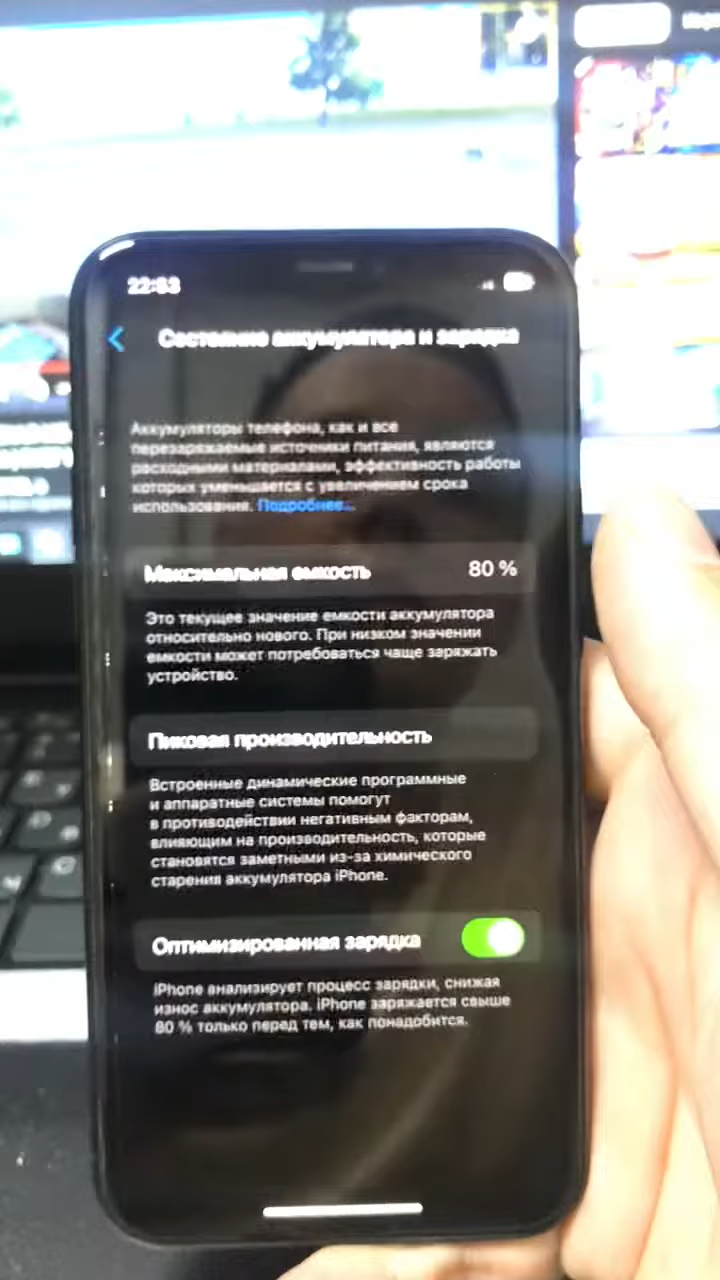 22:53
Состояние аккумулятора и зарядка
Аккумуляторы телефона, как и все
перезаряжаемые источники питания, являются
расходными материалами, эффективность работы
которых уменьшается с увеличением срока
использования. Подробнее...
Максимальная емкость 80 %
Это текущее значение емкости аккумулятора
относительно нового. При низком значении
емкости может потребоваться чаще заряжать
устройство.
Пиковая производительность
Встроенные динамические программные
и аппаратные системы помогут
в противодействии негативным факторам,
влияющим на производительность, которые
становятся заметными из-за химического
старения аккумулятора iPhone.
Оптимизированная зарядка
iPhone анализирует процесс зарядки, снижая
износ аккумулятора. iPhone заряжается свыше
80 % только перед тем, как понадобится.